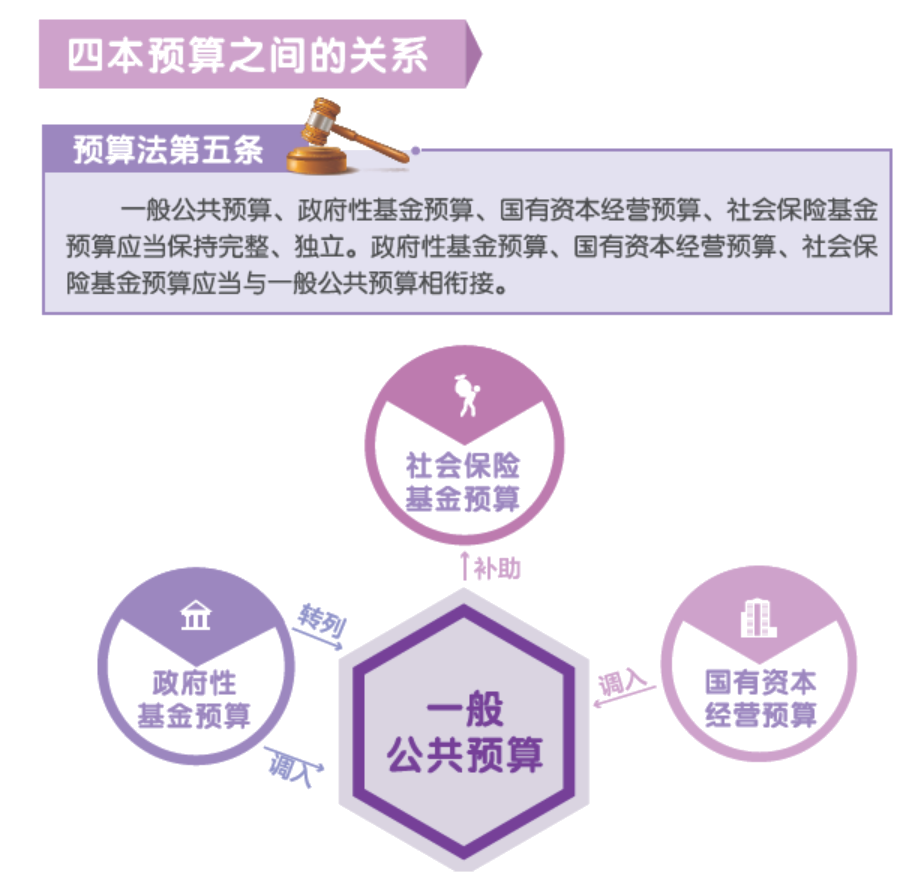 四本预算之间的关系
预算法第五条
一般公共预算、政府性基金预算、国有资本经营预算、社会保险基金
预算应当保持完整、独立。政府性基金预算、国有资本经营预算、社会保
险基金预算应当与一般公共预算相衔接。
社会保险
基金预算
补助
转列
政府性
基金预算
调入
一般
公共预算
调入
国有资本
经营预算